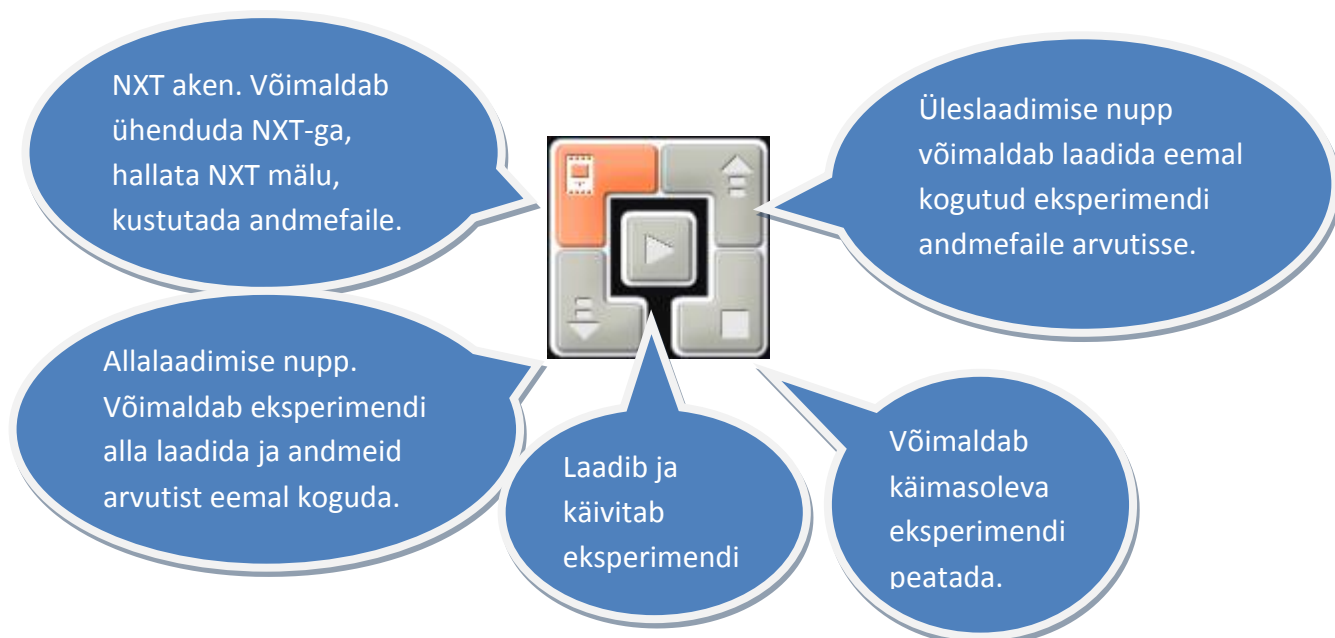 NXT aken. Võimaldab
ühenduda NXT-ga,
hallata NXT mälu,
kustutada andmefaile.
Üleslaadimise nupp
võimaldab laadida eemal
kogutud eksperimendi
andmefaile arvutisse.
Allalaadimise nupp.
Võimaldab eksperimendi
alla laadida ja andmeid
arvutist eemal koguda.
Laadib ja
käivitab
eksperimendi
Võimaldab
käimasoleva
eksperimendi
peatada.